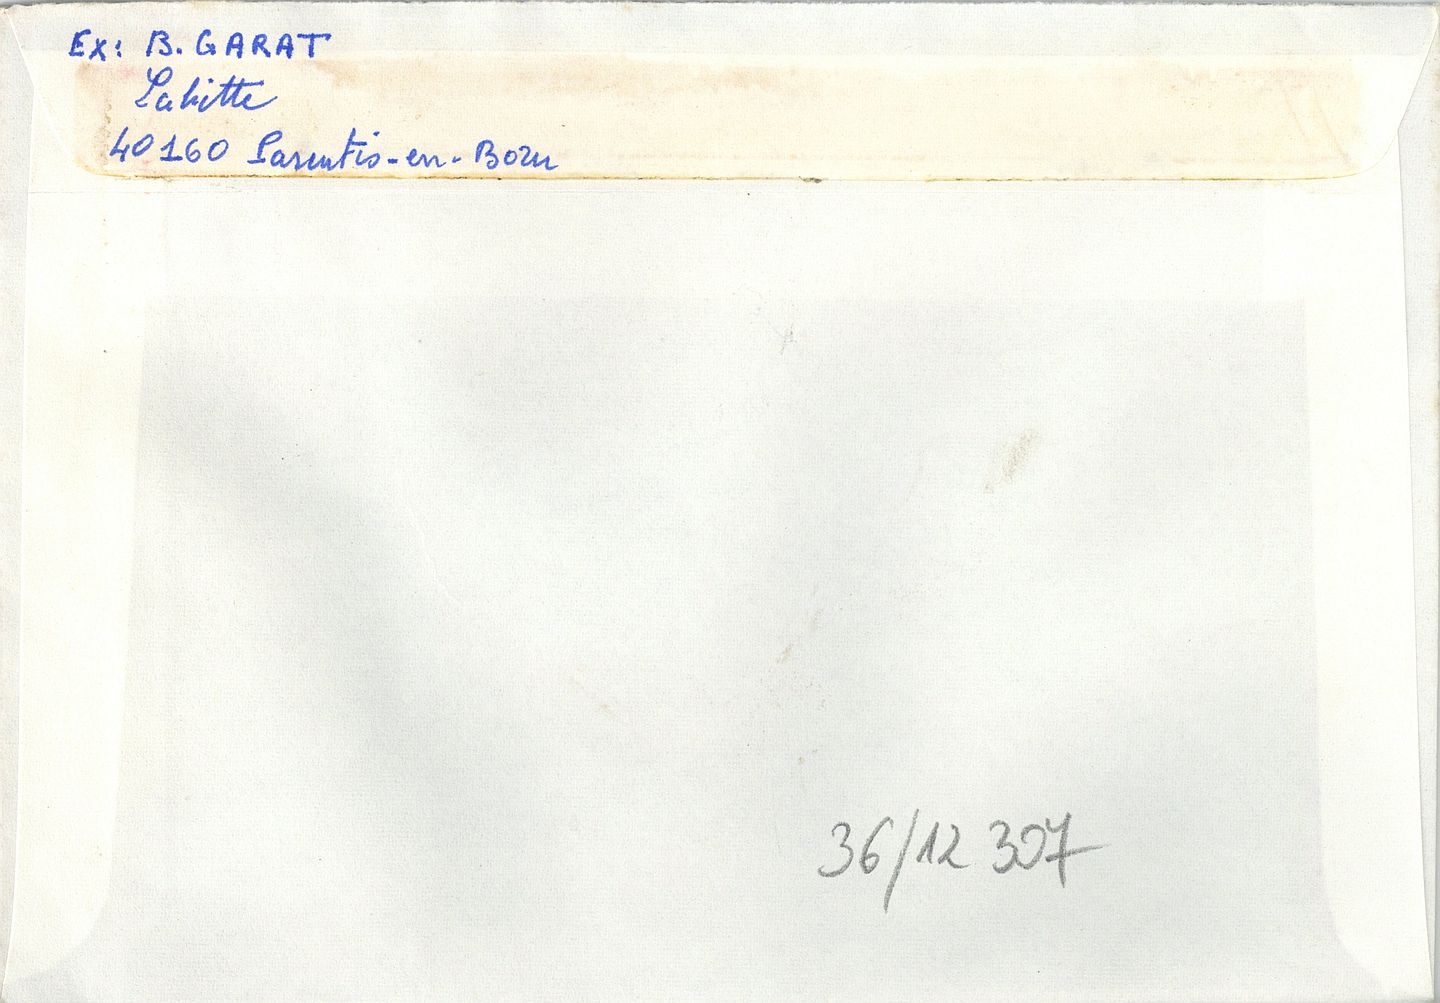 Ex: B. GARAT
Lahitte
40160 Parentis-en-Born
36/12 307